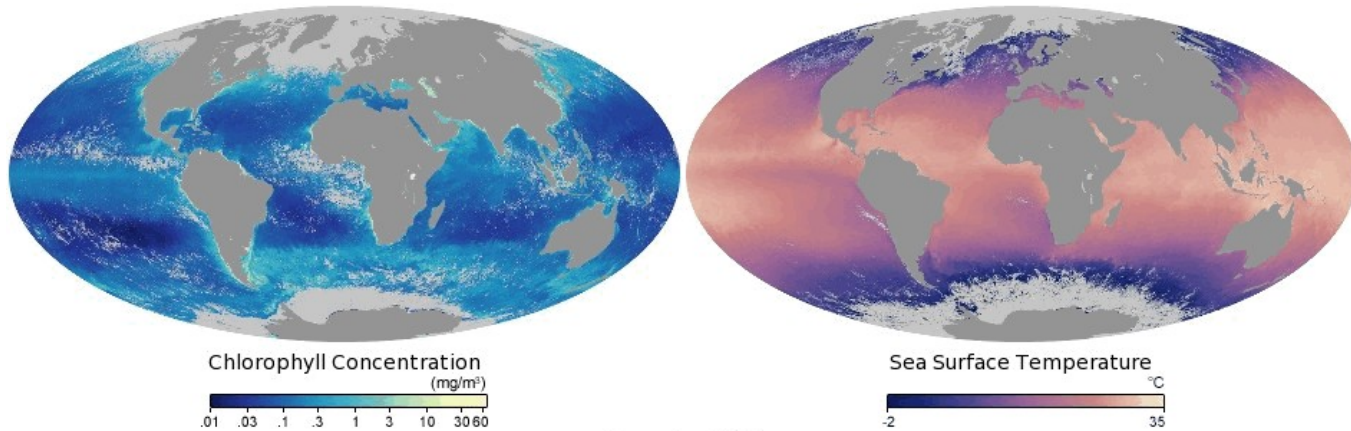 Chlorophyll Concentration
(mg/m³)
.01 .03 .1 .3 1 3 10 30 60
Sea Surface Temperature
°C
-2 35